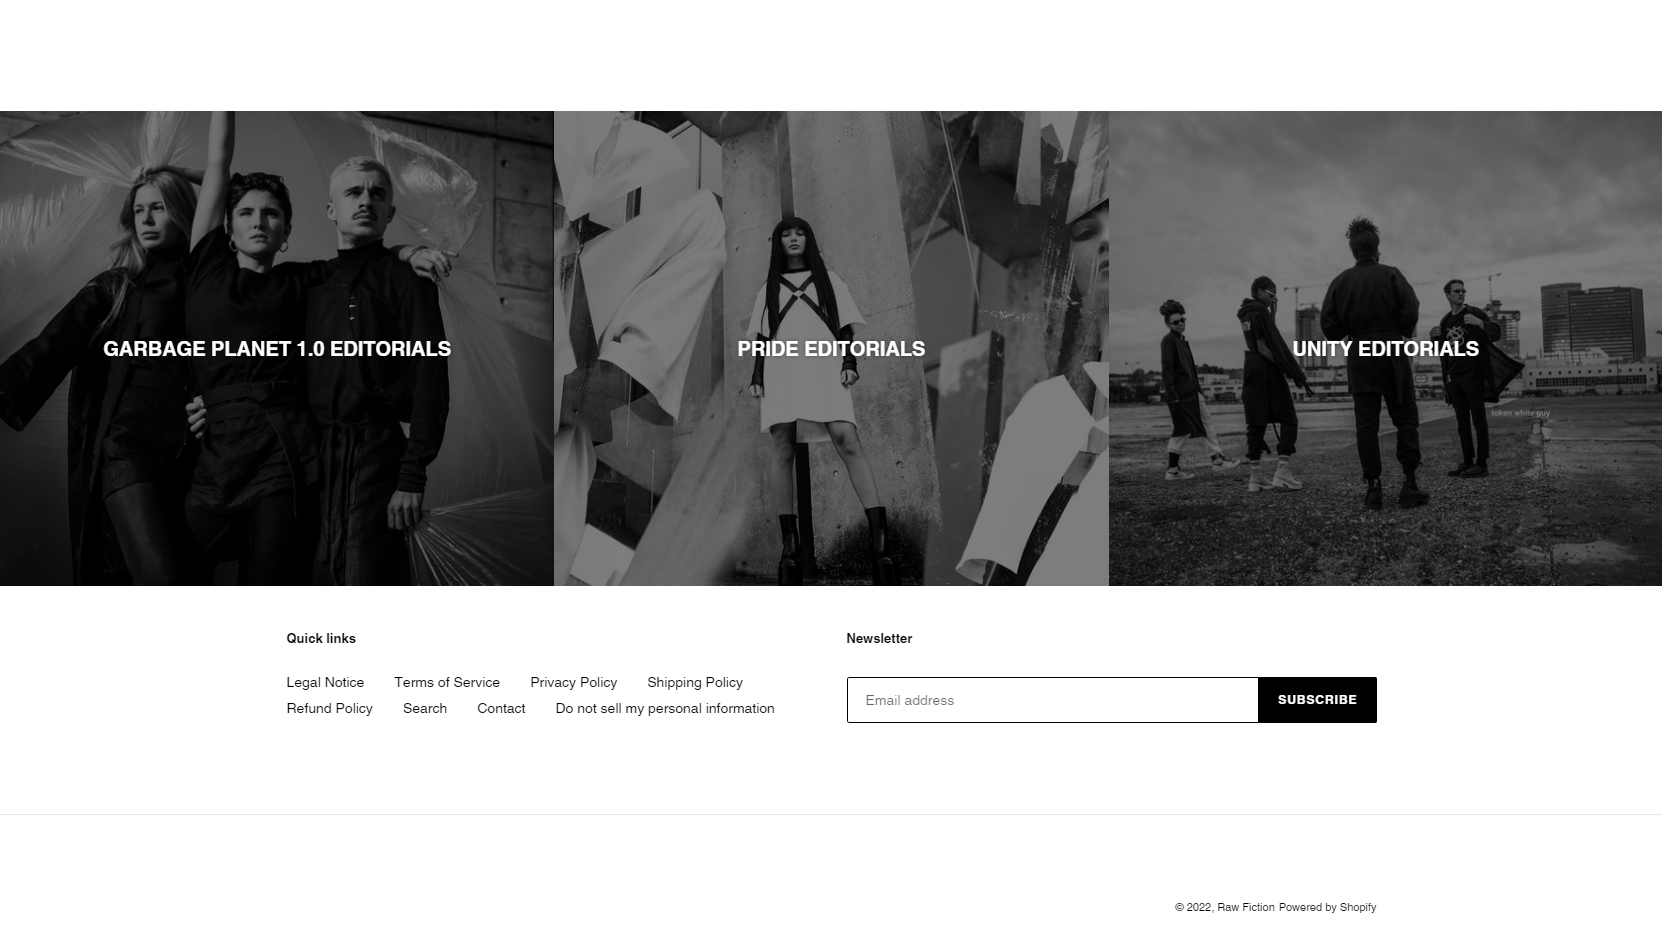 GARBAGE PLANET 1.0 EDITORIALS
PRIDE EDITORIALS
UNITY EDITORIALS
token white guy
Quick links
Legal Notice Terms of Service Privacy Policy Shipping Policy
Refund Policy Search Contact Do not sell my personal information
Newsletter
Email address
SUBSCRIBE
© 2022, Raw Fiction Powered by Shopify